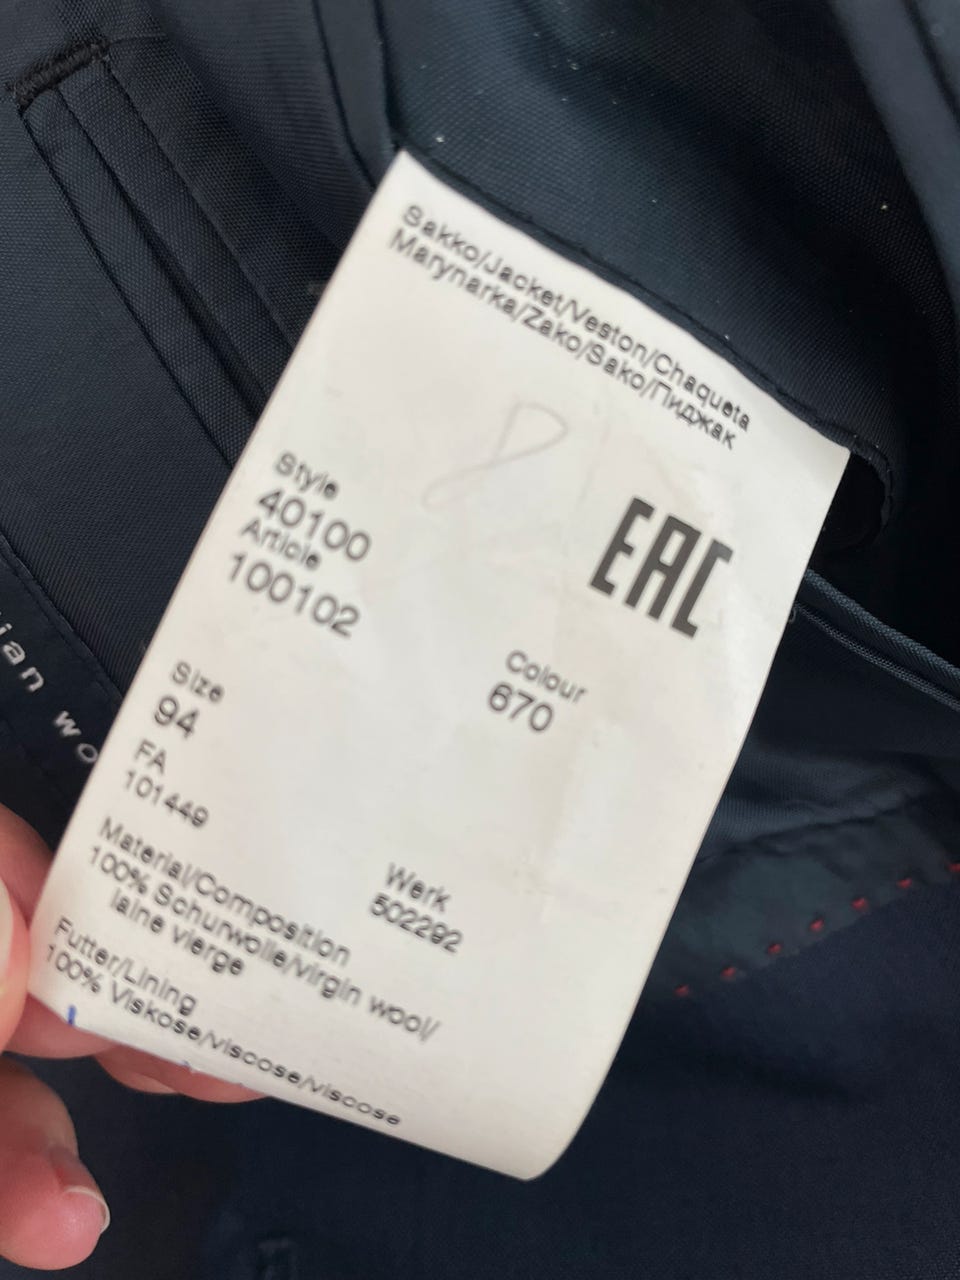 Sakko/Jacket/Veston/Chaqueta
Marynarka/Zako/Sako/Пиджак
EAC
Style
40100
Article
100102
Colour
670
Size
94
FA
101449
Werk
502292
Material/Composition
100% Schurwolle/virgin wool/
laine vierge
Futter/Lining
100% Viskose/viscose/viscose